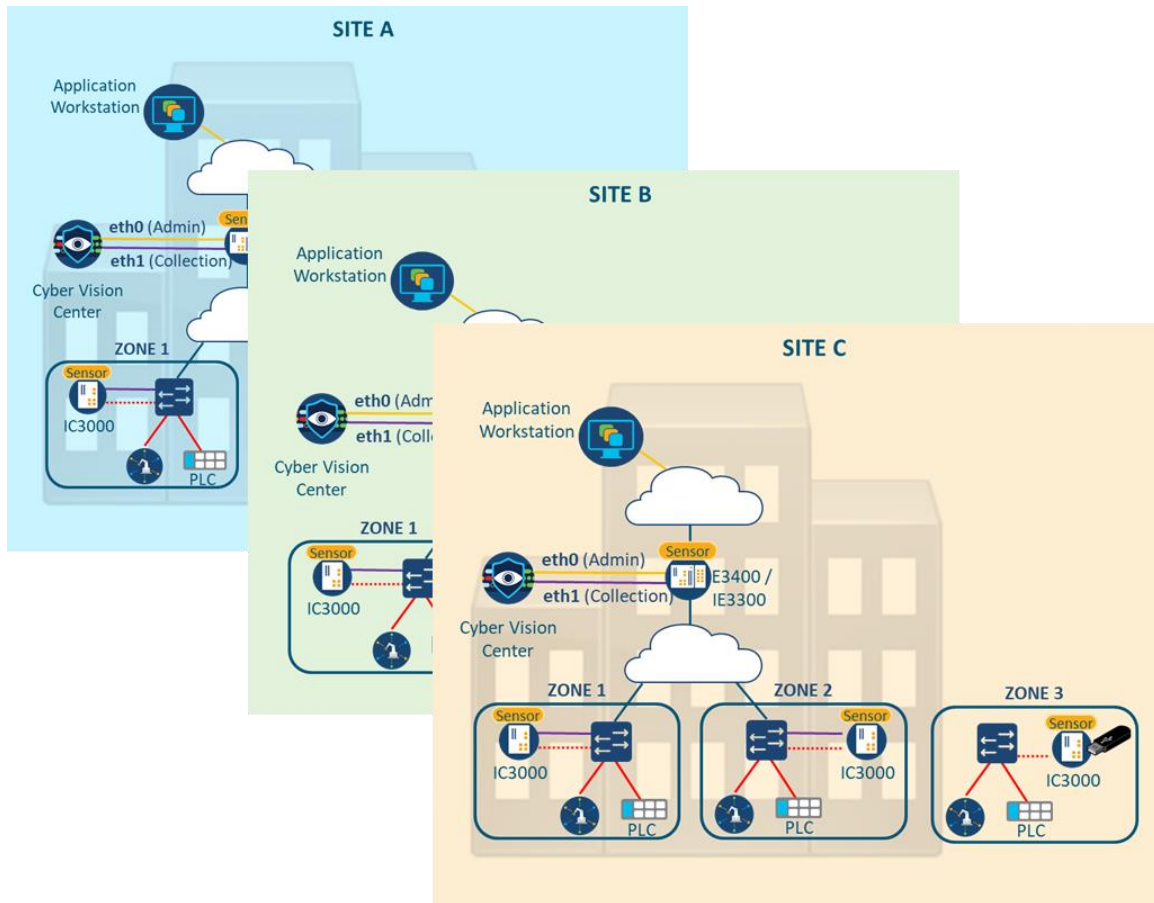 SITE A
Application
Workstation
eth0 (Admin)
eth1 (Collection)
Cyber Vision
Center
ZONE 1
Sensor
IC3000
PLC
SITE B
Application
Workstation
eth0
eth1
Cyber Vision
Center
ZONE 1
Sensor
IC3000
SITE C
Application
Workstation
Sensor
eth0 (Admin)
eth1 (Collection)
E3400 /
IE3300
Cyber Vision
Center
ZONE 1
Sensor
IC3000
PLC
ZONE 2
Sensor
IC3000
PLC
ZONE 3
Sensor
IC3000
PLC